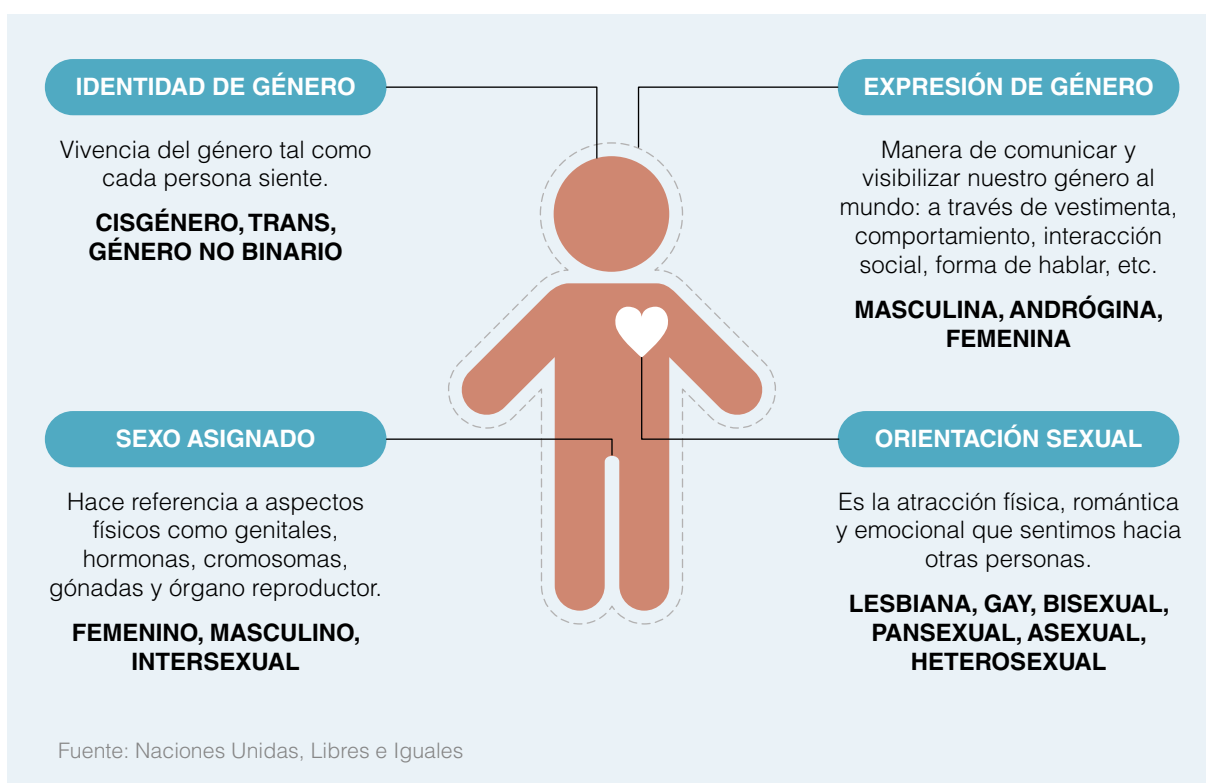 IDENTIDAD DE GÉNERO
Vivencia del género tal como
cada persona siente.
CISGÉNERO, TRANS,
GÉNERO NO BINARIO
EXPRESIÓN DE GÉNERO
Manera de comunicar y
visibilizar nuestro género al
mundo: a través de vestimenta,
comportamiento, interacción
social, forma de hablar, etc.
MASCULINA, ANDRÓGINA,
FEMENINA
SEXO ASIGNADO
Hace referencia a aspectos
físicos como genitales,
hormonas, cromosomas,
gónadas y órgano reproductor.
FEMENINO, MASCULINO,
INTERSEXUAL
ORIENTACIÓN SEXUAL
Es la atracción física, romántica
y emocional que sentimos hacia
otras personas.
LESBIANA, GAY, BISEXUAL,
PANSEXUAL, ASEXUAL,
HETEROSEXUAL
Fuente: Naciones Unidas, Libres e Iguales